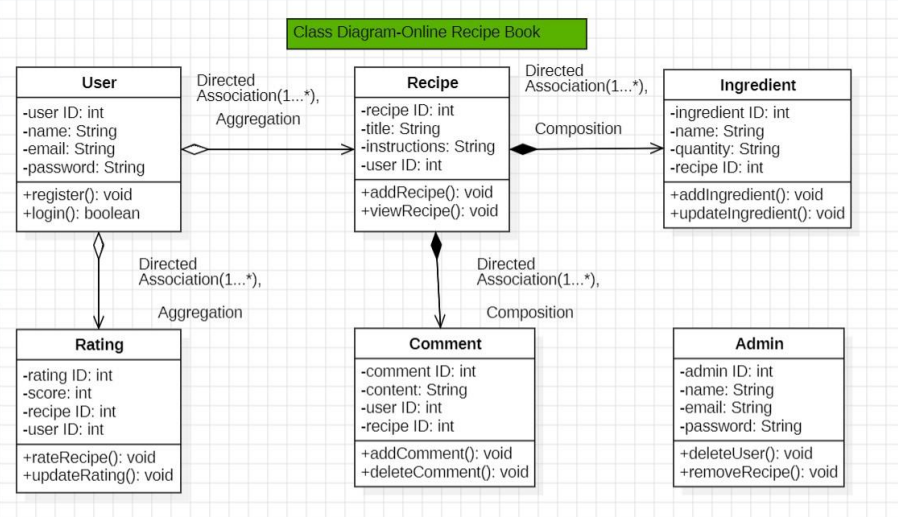 Class Diagram-Online Recipe Book
User
-user ID: int
-name: String
-email: String
-password: String
+register(): void
+login(): boolean
Directed
Association(1...*),
Aggregation
Recipe
-recipe ID: int
-title: String
-instructions: String
-user ID: int
+addRecipe(): void
+viewRecipe(): void
Directed
Association(1...*),
Composition
Ingredient
-ingredient ID: int
-name: String
-quantity: String
-recipe ID: int
+addIngredient(): void
+updateIngredient(): void
Directed
Association(1...*),
Aggregation
Directed
Association(1...*),
Composition
Rating
-rating ID: int
-score: int
-recipe ID: int
-user ID: int
+rateRecipe(): void
+updateRating(): void
Comment
-comment ID: int
-content: String
-user ID: int
-recipe ID: int
+addComment(): void
+deleteComment(): void
Admin
-admin ID: int
-name: String
-email: String
-password: String
+deleteUser(): void
+removeRecipe(): void